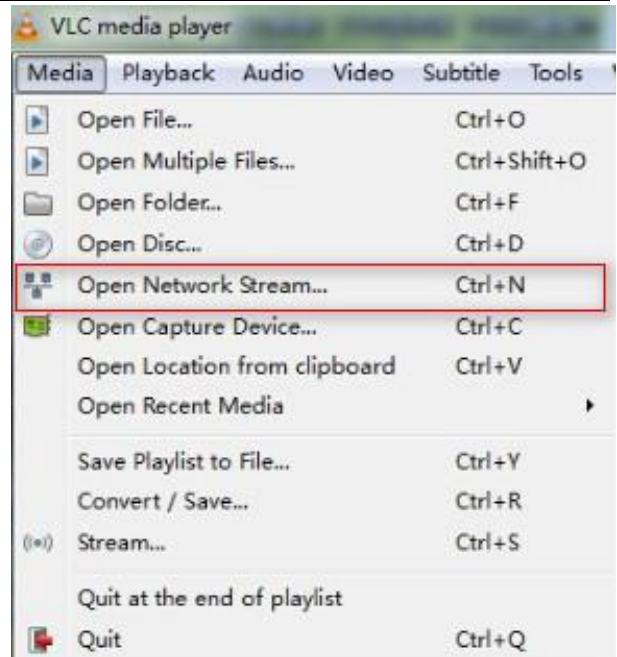 VLC media player
Media Playback Audio Video Subtitle Tools
Open File... Ctrl+O
Open Multiple Files... Ctrl+Shift+O
Open Folder... Ctrl+F
Open Disc... Ctrl+D
Open Network Stream... Ctrl+N
Open Capture Device... Ctrl+C
Open Location from clipboard Ctrl+V
Open Recent Media
Save Playlist to File... Ctrl+Y
Convert / Save... Ctrl+R
Stream... Ctrl+S
Quit at the end of playlist
Quit Ctrl+Q